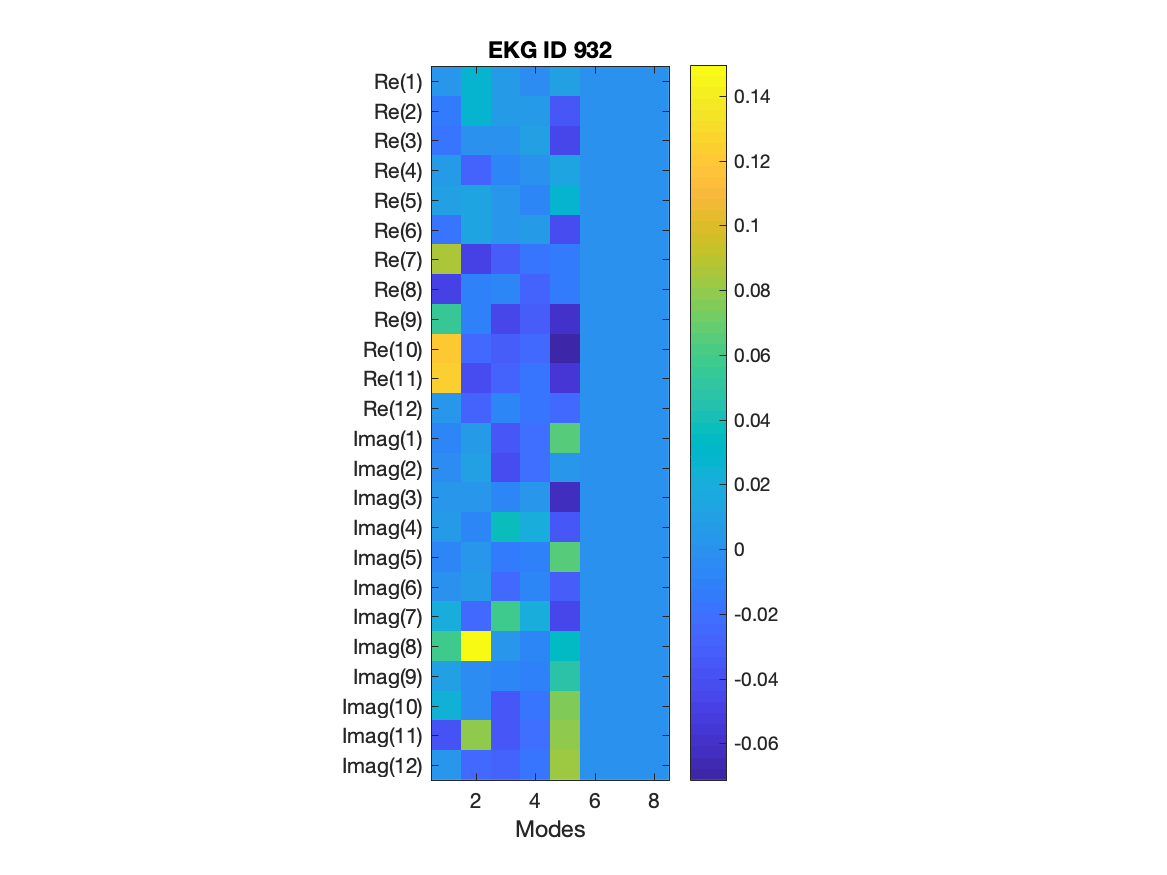 EKG ID 932
Re(1)
Re(2)
Re(3)
Re(4)
Re(5)
Re(6)
Re(7)
Re(8)
Re(9)
Re(10)
Re(11)
Re(12)
Imag(1)
Imag(2)
Imag(3)
Imag(4)
Imag(5)
Imag(6)
Imag(7)
Imag(8)
Imag(9)
Imag(10)
Imag(11)
Imag(12)
2 4 6 8
Modes
0.14
0.12
0.1
0.08
0.06
0.04
0.02
0
-0.02
-0.04
-0.06